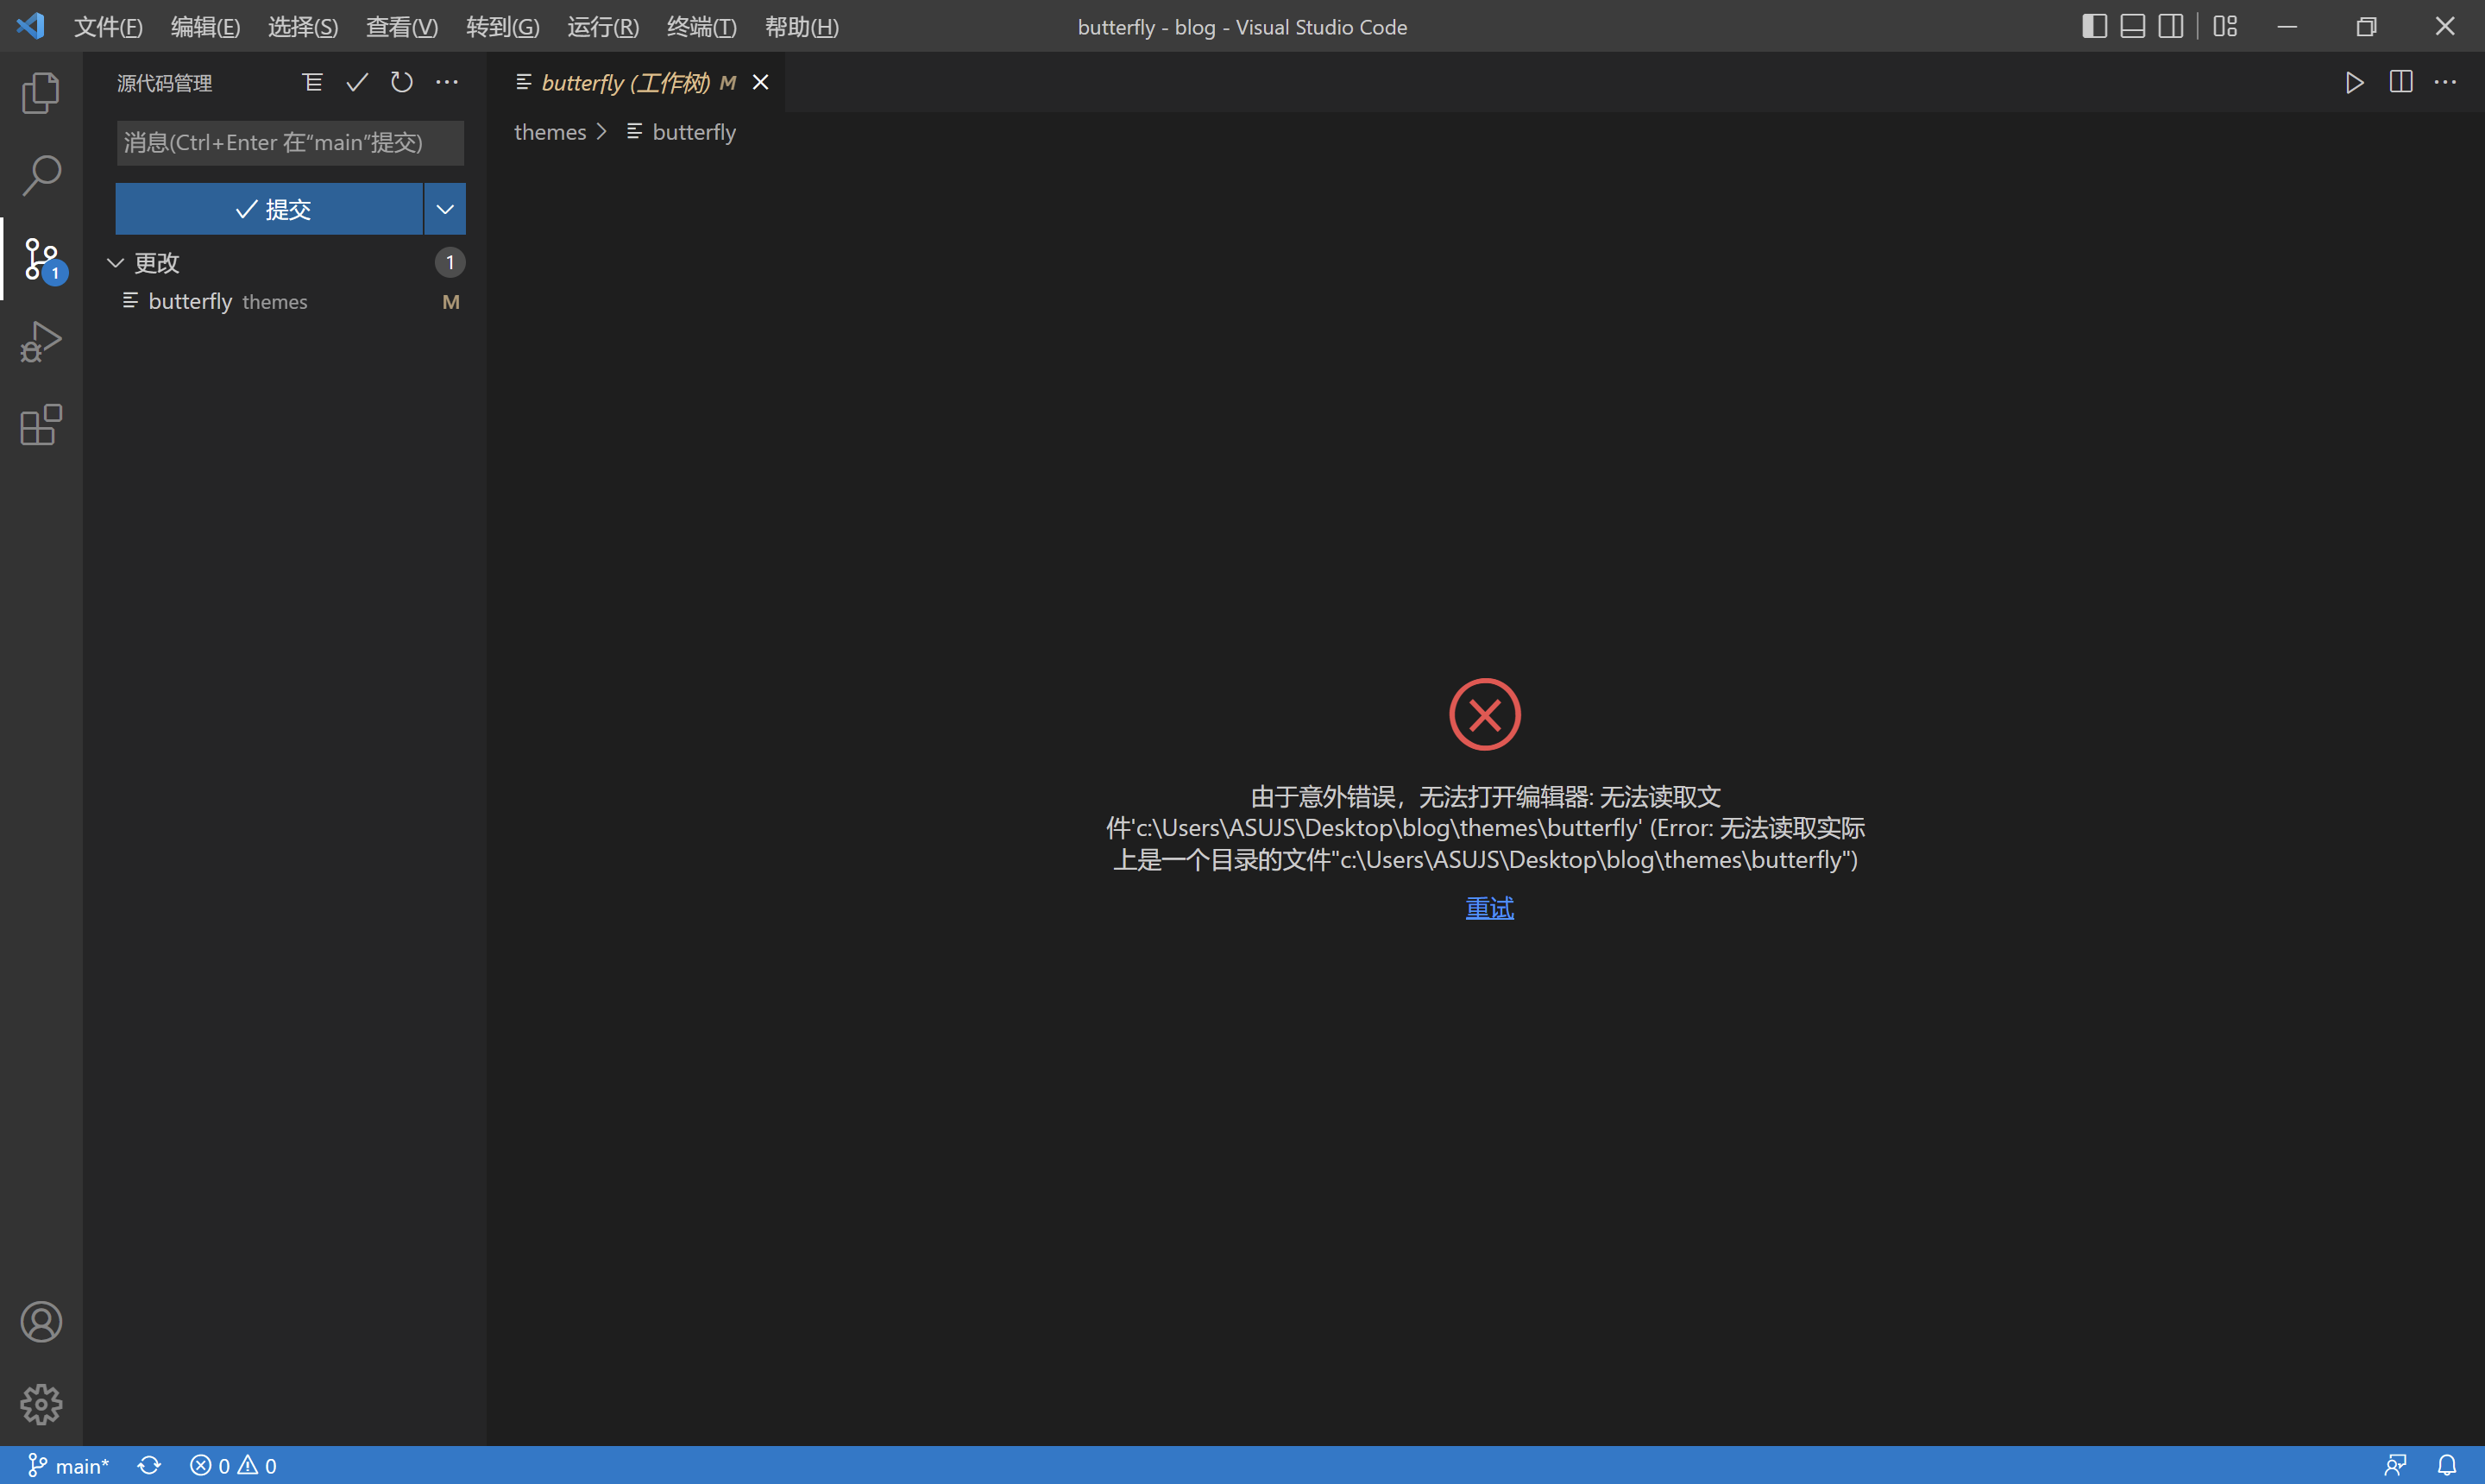 文件(F) 编辑(E) 选择(S) 查看(V) 转到(G) 运行(R) 终端(T) 帮助(H)
butterfly - blog - Visual Studio Code
源代码管理
消息(Ctrl+Enter 在“main”提交)
提交
更改 1
butterfly themes M
1
butterfly (工作树) M
themes > butterfly
由于意外错误，无法打开编辑器: 无法读取文
件'c:\Users\ASUJS\Desktop\blog\themes\butterfly' (Error: 无法读取实际
上是一个目录的文件"c:\Users\ASUJS\Desktop\blog\themes\butterfly")
重试
main* 0 0